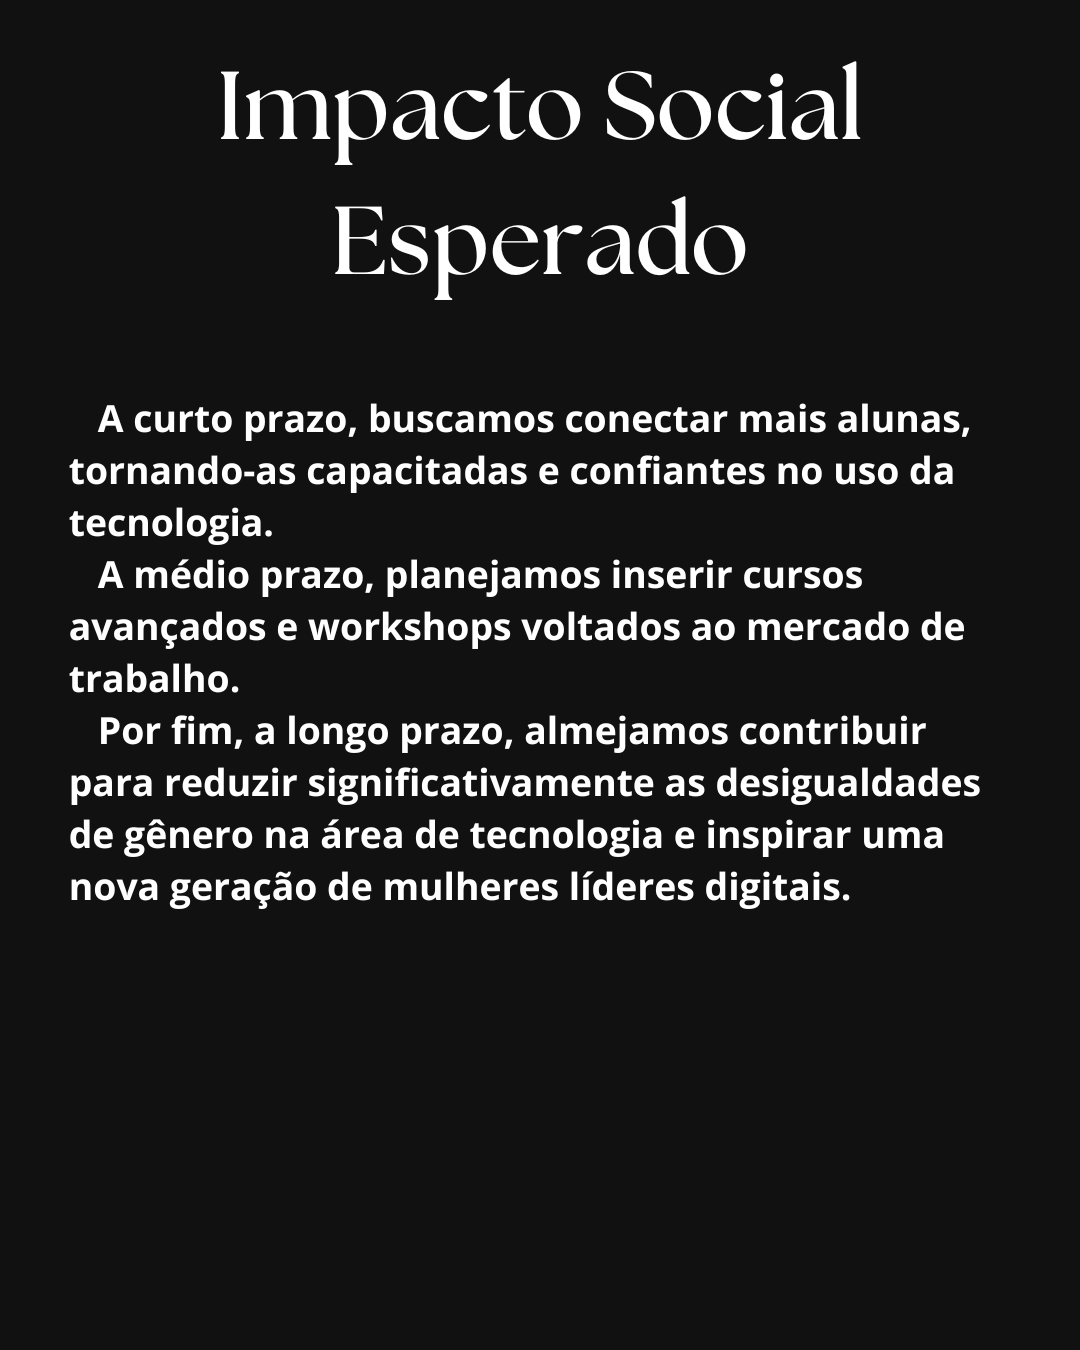 Impacto Social
Esperado
A curto prazo, buscamos conectar mais alunas,
tornando-as capacitadas e confiantes no uso da
tecnologia.
A médio prazo, planejamos inserir cursos
avançados e workshops voltados ao mercado de
trabalho.
Por fim, a longo prazo, almejamos contribuir
para reduzir significativamente as desigualdades
de gênero na área de tecnologia e inspirar uma
nova geração de mulheres líderes digitais.